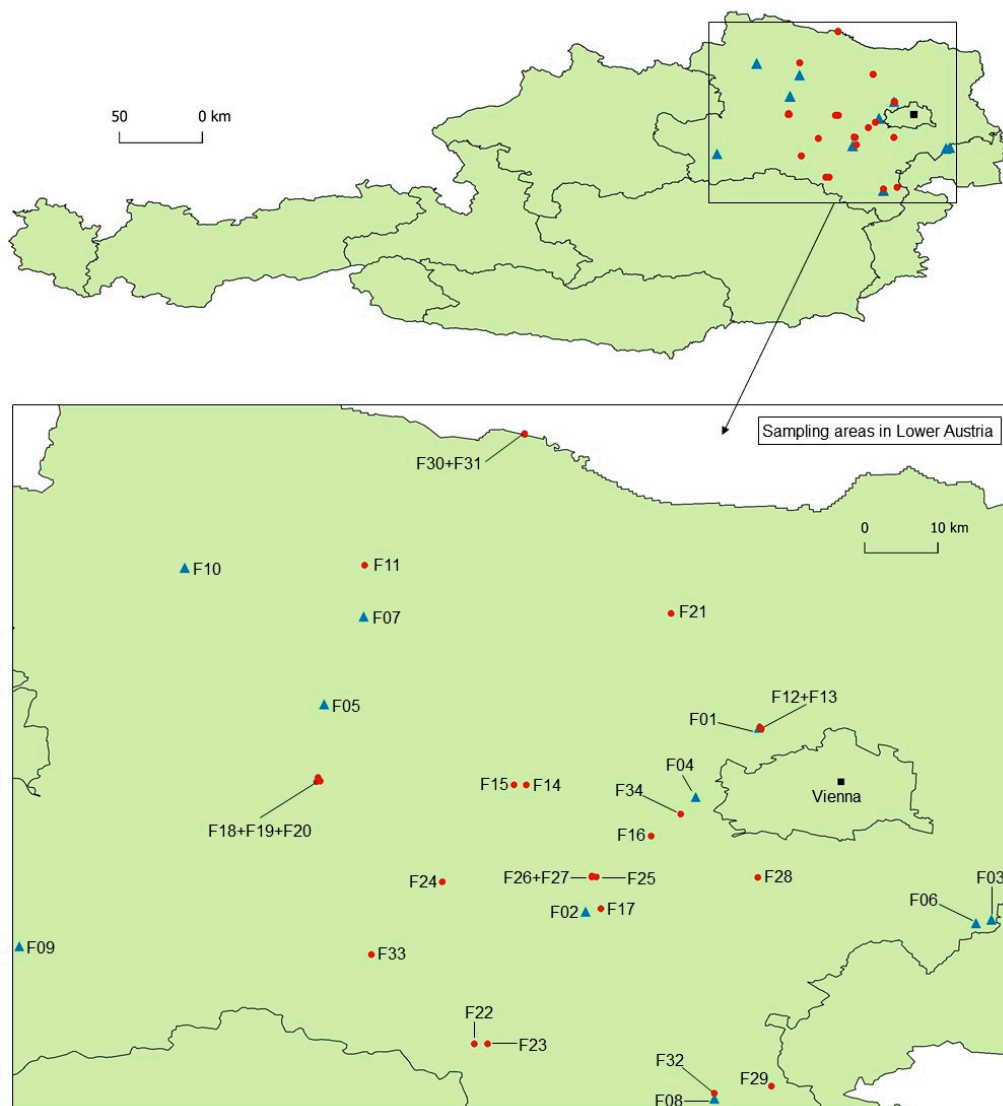 50 0 km
Sampling areas in Lower Austria
F30+F31
0 10 km
F10
F11
F07
F21
F05
F12+F13
F01
F04
F15 F14
F34
Vienna
F18+F19+F20
F16
F24 F26+F27 F25 F28
F02 F17
F03
F06
F09
F33
F22
F23
F32
F29
F08